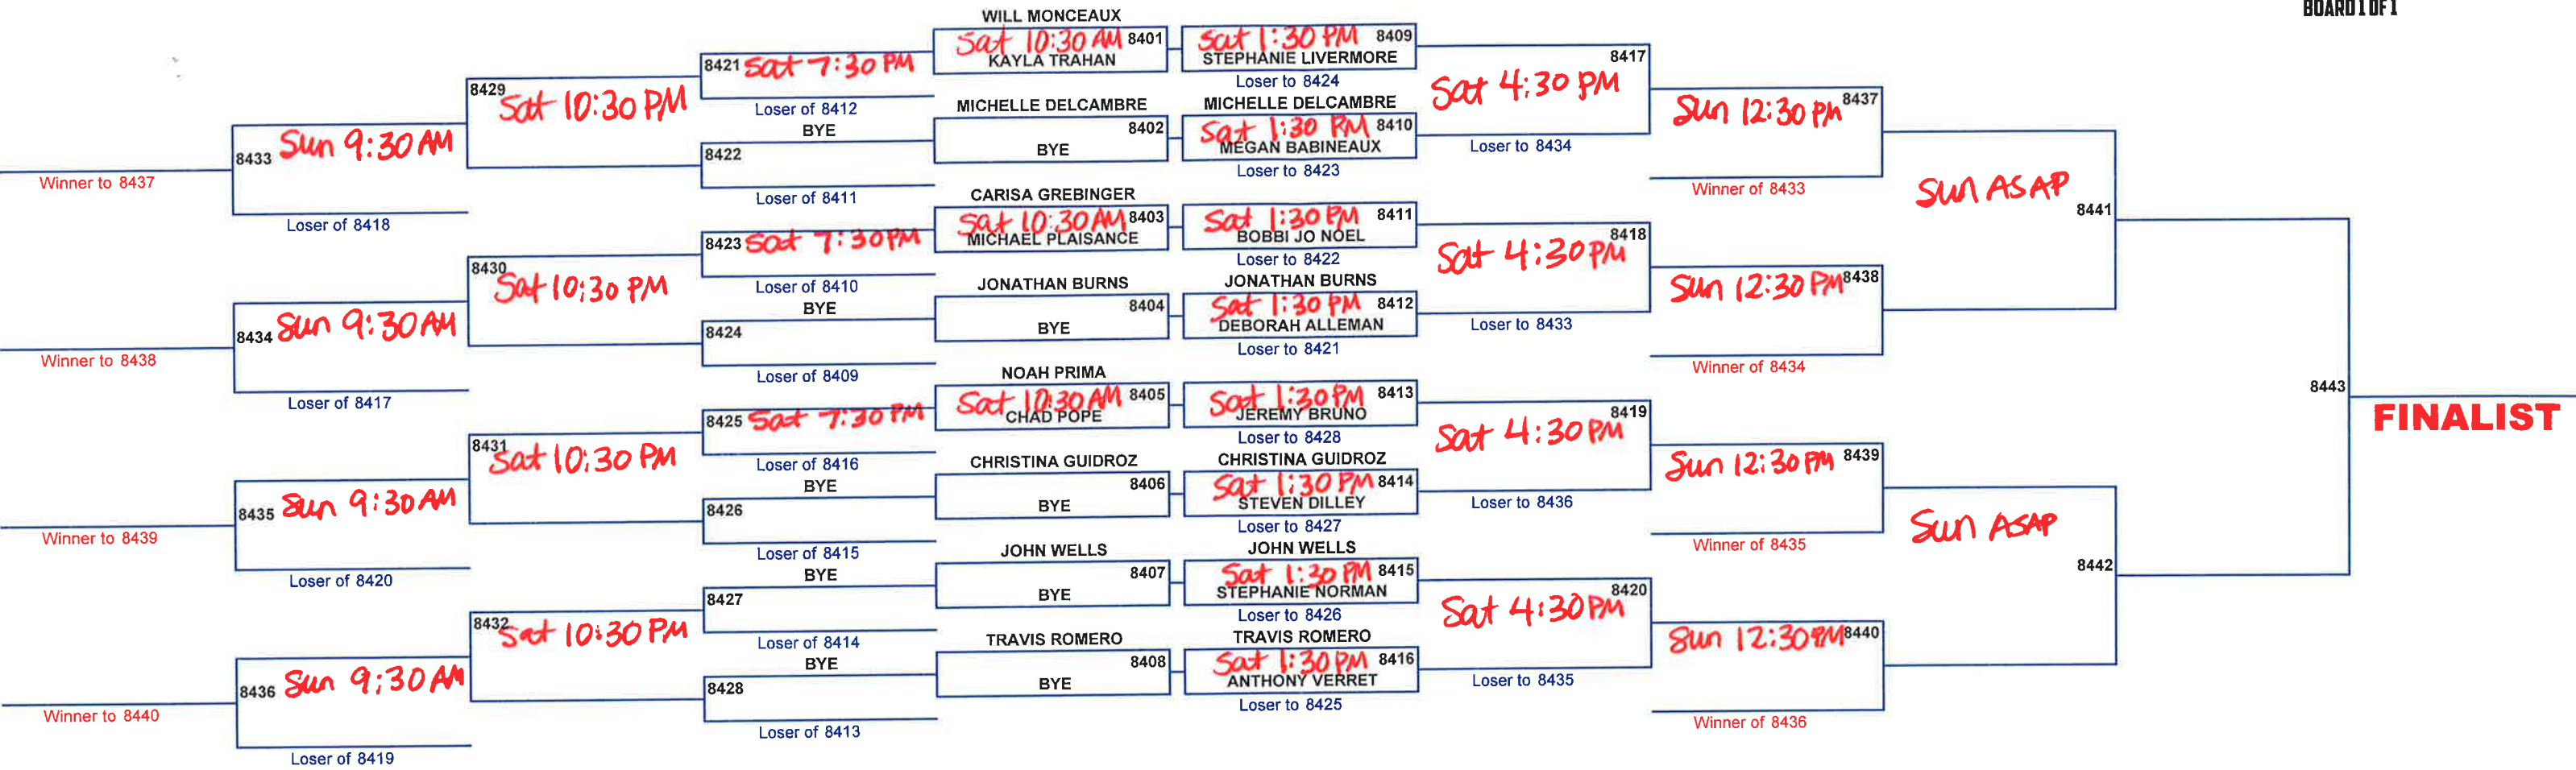 BOARD 1 OF 1
WILL MONCEAUX
Sat 10:30 AM 8401
KAYLA TRAHAN
MICHELLE DELCAMBRE
8402
BYE
CARISA GREBINGER
Sat 10:30 AM 8403
MICHAEL PLAISANCE
JONATHAN BURNS
8404
BYE
NOAH PRIMA
Sat 10:30 AM 8405
CHAD POPE
CHRISTINA GUIDROZ
8406
BYE
JOHN WELLS
8407
BYE
TRAVIS ROMERO
8408
BYE
Sat 1:30 PM 8409
STEPHANIE LIVERMORE
Loser to 8424
MICHELLE DELCAMBRE
Sat 1:30 PM 8410
MEGAN BABINEAUX
Loser to 8423
Sat 1:30 PM 8411
BOBBI JO NOEL
Loser to 8422
JONATHAN BURNS
Sat 1:30 PM 8412
DEBORAH ALLEMAN
Loser to 8421
Sat 1:30 PM 8413
JEREMY BRUNO
Loser to 8428
CHRISTINA GUIDROZ
Sat 1:30 PM 8414
STEVEN DILLEY
Loser to 8427
JOHN WELLS
Sat 1:30 PM 8415
STEPHANIE NORMAN
Loser to 8426
TRAVIS ROMERO
Sat 1:30 PM 8416
ANTHONY VERRET
Loser to 8425
8417
Sat 4:30 PM
Loser to 8434
8418
Sat 4:30 PM
Loser to 8433
8419
Sat 4:30 PM
Loser to 8436
8420
Sat 4:30 PM
Loser to 8435
Sun 12:30 PM 8437
Winner of 8433
Sun 12:30 PM 8438
Winner of 8434
Sun 12:30 PM 8439
Winner of 8435
Sun 12:30 PM 8440
Winner of 8436
Sun ASAP
8441
Sun ASAP
8442
8443
FINALIST
8421 Sat 7:30 PM
Loser of 8412
BYE
8422
Loser of 8411
8423 Sat 7:30 PM
Loser of 8410
BYE
8424
Loser of 8409
8425 Sat 7:30 PM
Loser of 8416
BYE
8426
Loser of 8415
BYE
8427
Loser of 8414
BYE
8428
Loser of 8413
8429
Sat 10:30 PM
8430
Sat 10:30 PM
8431
Sat 10:30 PM
8432
Sat 10:30 PM
8433 Sun 9:30 AM
Winner to 8437
Loser of 8418
8434 Sun 9:30 AM
Winner to 8438
Loser of 8417
8435 Sun 9:30 AM
Winner to 8439
Loser of 8420
8436 Sun 9:30 AM
Winner to 8440
Loser of 8419